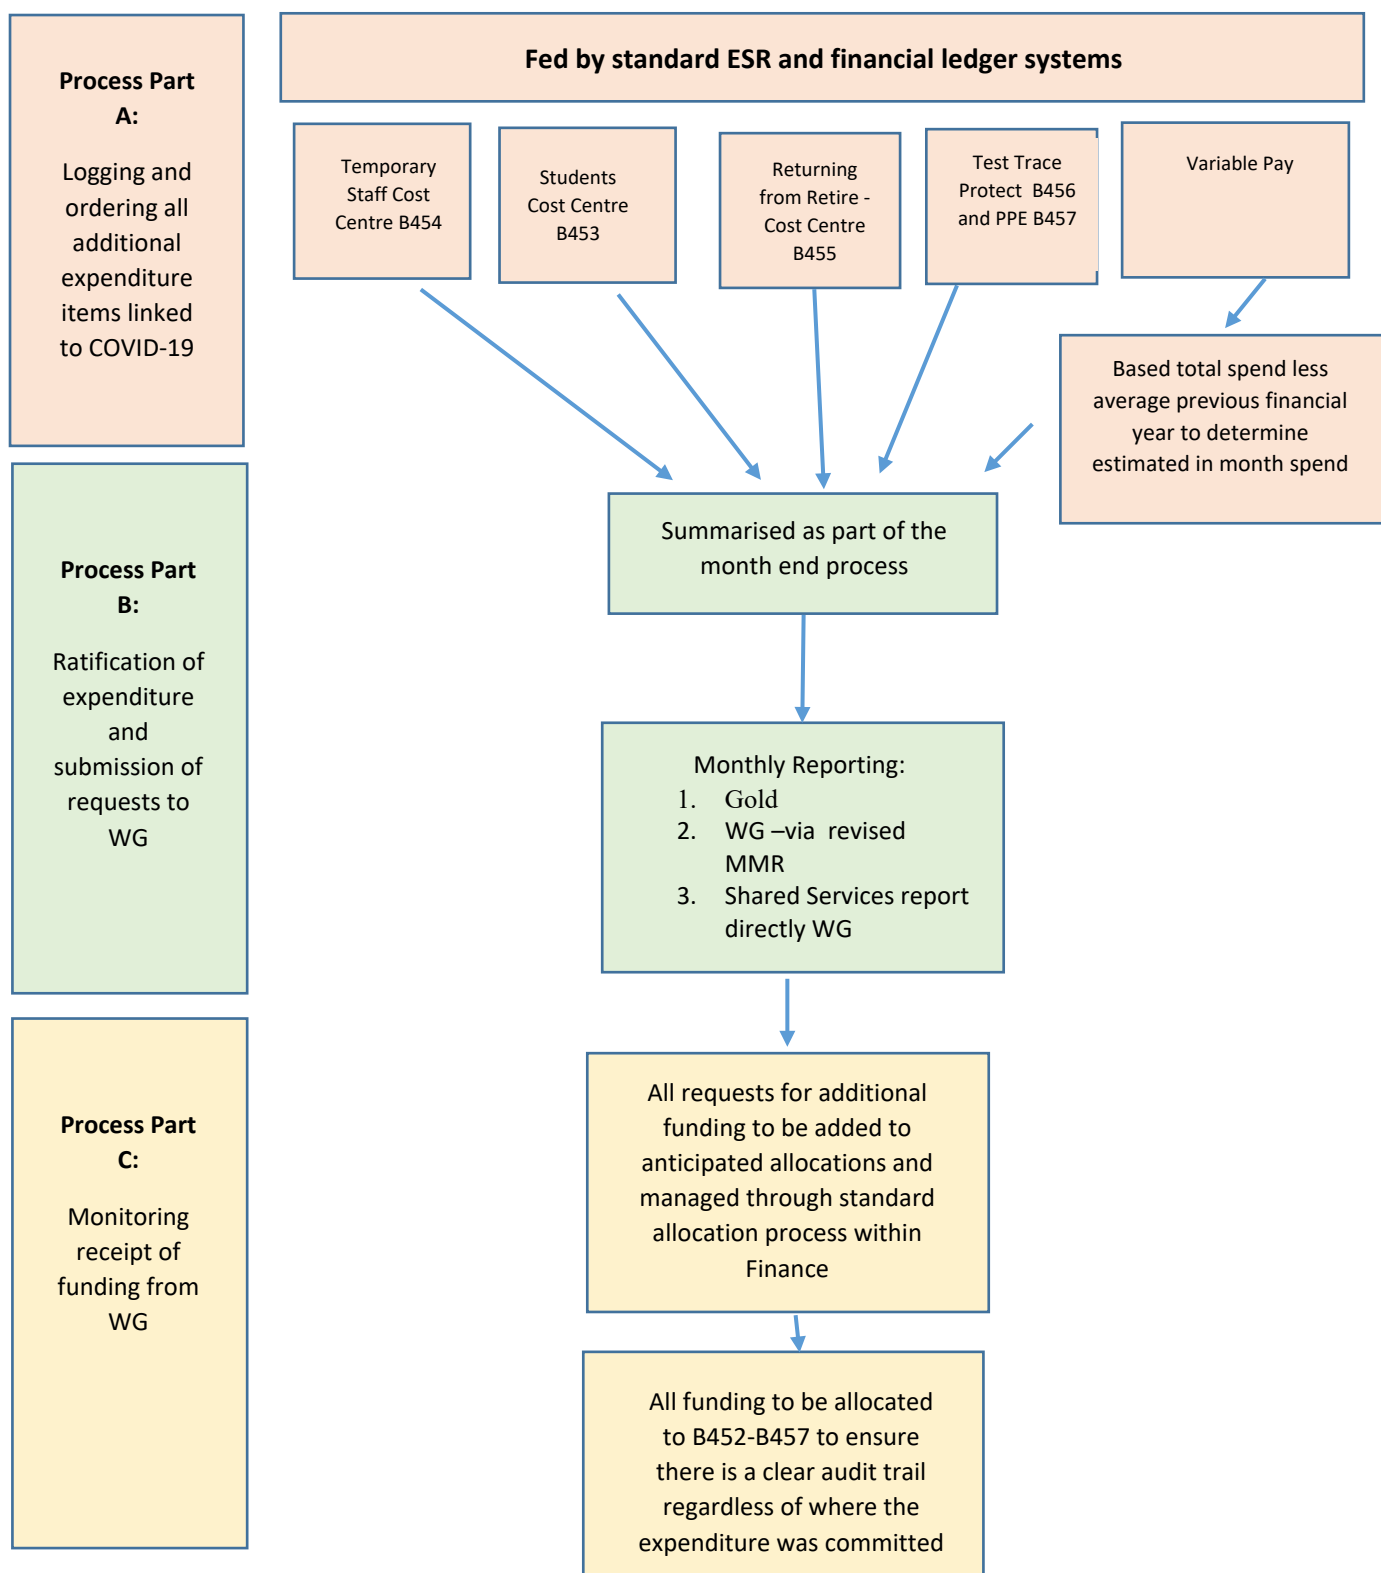 Process Part
A:
Logging and
ordering all
additional
expenditure
items linked
to COVID-19
Fed by standard ESR and financial ledger systems
Temporary
Staff Cost
Centre B454
Students
Cost Centre
B453
Returning
from Retire -
Cost Centre
B455
Test Trace
Protect  B456
and PPE B457
Variable Pay
Based total spend less
average previous financial
year to determine
estimated in month spend
Process Part
B:
Ratification of
expenditure
and
submission of
requests to
WG
Summarised as part of the
month end process
Monthly Reporting:
1. Gold
2. WG –via  revised
MMR
3. Shared Services report
directly WG
Process Part
C:
Monitoring
receipt of
funding from
WG
All requests for additional
funding to be added to
anticipated allocations and
managed through standard
allocation process within
Finance
All funding to be allocated
to B452-B457 to ensure
there is a clear audit trail
regardless of where the
expenditure was committed